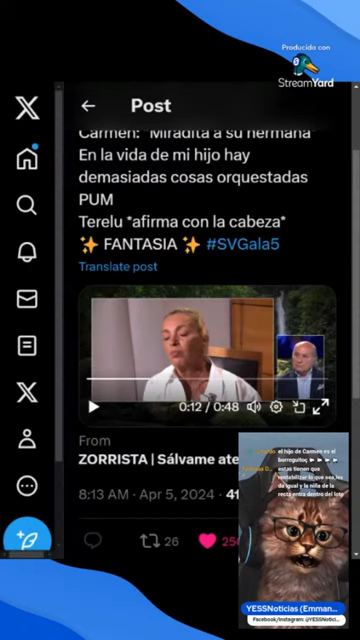 Producido con
StreamYard
Post
Carmen: *Miradita a su hermana*
En la vida de mi hijo hay
demasiadas cosas orquestadas
PUM
Terelu *afirma con la cabeza*
✨ FANTASIA ✨ #SVGala5
Translate post
0:12 / 0:48
From
ZORRISTA | Sálvame ate
8:13 AM · Apr 5, 2024 · 41
26
25
el hijo de Carmen es el
estas tienen que
da igual y la niña de la
recta entra dentro del lote
YESSNoticias (Emman...
Facebook/Instagram: @YESSNotici...